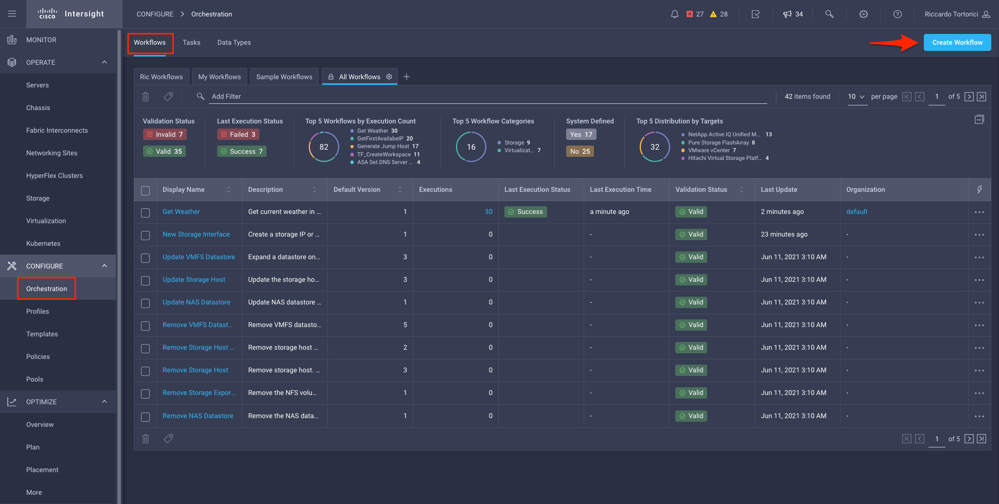 CISCO Intersight
CONFIGURE > Orchestration
27 28 34
Riccardo Tortorici
MONITOR
OPERATE
Servers
Chassis
Fabric Interconnects
Networking Sites
HyperFlex Clusters
Storage
Virtualization
Kubernetes
CONFIGURE
Orchestration
Profiles
Templates
Policies
Pools
OPTIMIZE
Overview
Plan
Placement
More
Workflows Tasks Data Types
Create Workflow
Ric Workflows My Workflows Sample Workflows All Workflows
Add Filter
42 items found 10 per page 1 of 5
Validation Status
Invalid 7
Valid 35
Last Execution Status
Failed 3
Success 7
Top 5 Workflows by Execution Count
82
Get Weather 30
GetFirstAvailabeIP 20
Generate Jump Host 17
TF_CreateWorkspace 11
ASA Set DNS Server ... 4
Top 5 Workflow Categories
16
Storage 9
Virtualizat... 7
System Defined
Yes 17
No 25
Top 5 Distribution by Targets
32
NetApp Active IQ Unified M... 13
Pure Storage FlashArray 8
VMware vCenter 7
Hitachi Virtual Storage Platf... 4
Display Name Description Default Version Executions Last Execution Status Last Execution Time Validation Status Last Update Organization
Get Weather Get current weather in ... 1 30 Success a minute ago Valid 2 minutes ago default
New Storage Interface Create a storage IP or ... 1 0 - Valid 23 minutes ago -
Update VMFS Datastore Expand a datastore on... 3 0 - Valid Jun 11, 2021 3:10 AM -
Update Storage Host Update the storage ho... 3 0 - Valid Jun 11, 2021 3:10 AM -
Update NAS Datastore Update NAS datastore ... 1 0 - Valid Jun 11, 2021 3:10 AM -
Remove VMFS Datast... Remove VMFS datasto... 5 0 - Valid Jun 11, 2021 3:10 AM -
Remove Storage Host ... Remove storage host ... 2 0 - Valid Jun 11, 2021 3:10 AM -
Remove Storage Host Remove storage host. ... 3 0 - Valid Jun 11, 2021 3:10 AM -
Remove Storage Expor... Remove the NFS volu... 1 0 - Valid Jun 11, 2021 3:10 AM -
Remove NAS Datastore Remove the NAS data... 1 0 - Valid Jun 11, 2021 3:10 AM -
1 of 5